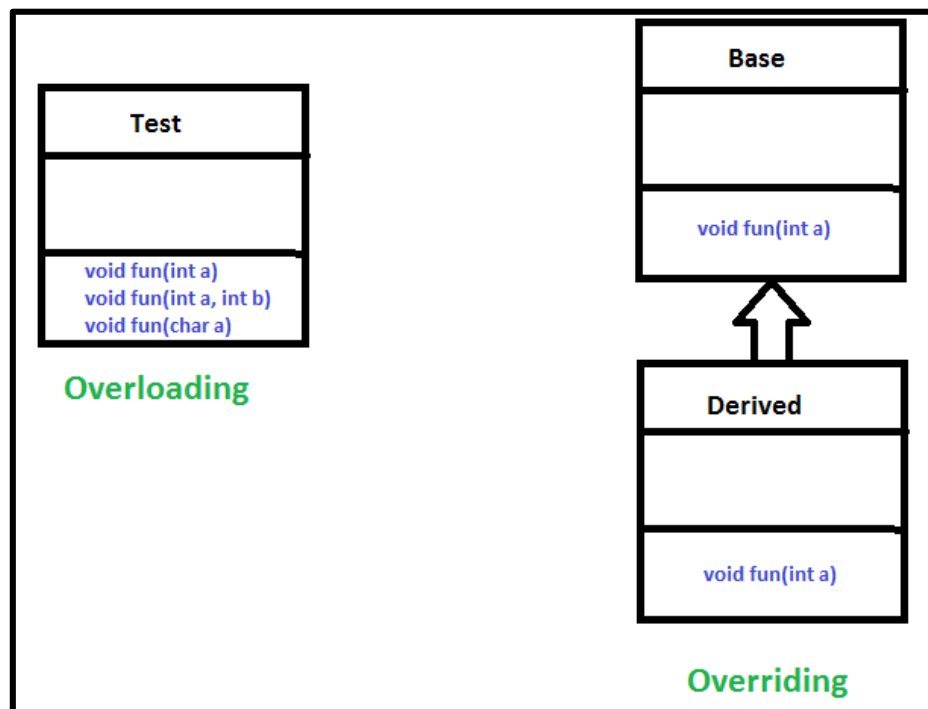 Test
void fun(int a)
void fun(int a, int b)
void fun(char a)
Overloading
Base
void fun(int a)
Derived
void fun(int a)
Overriding